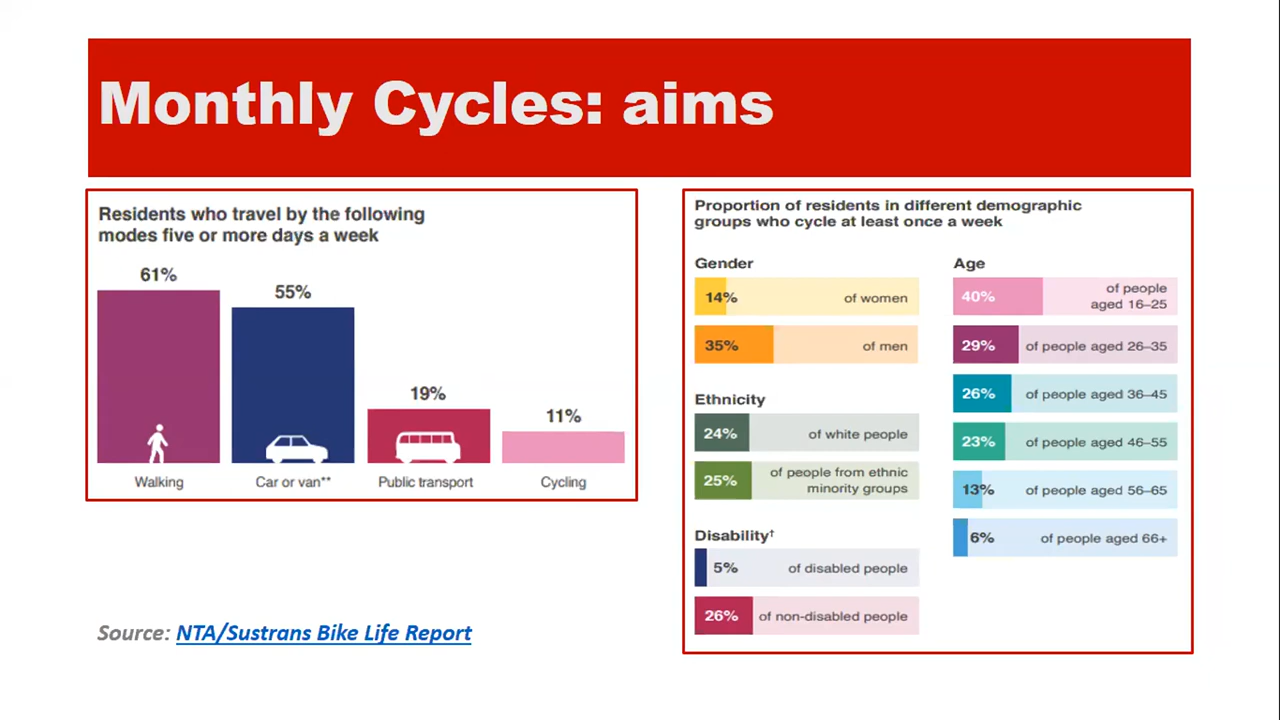 Monthly Cycles: aims
Residents who travel by the following
modes five or more days a week
61%
55%
19%
11%
Walking
Car or van**
Public transport
Cycling
Source: NTA/Sustrans Bike Life Report
Proportion of residents in different demographic
groups who cycle at least once a week
Gender
14% of women
35% of men
Ethnicity
24% of white people
25% of people from ethnic
minority groups
Disability†
5% of disabled people
26% of non-disabled people
Age
40% of people
aged 16–25
29% of people aged 26–35
26% of people aged 36–45
23% of people aged 46–55
13% of people aged 56–65
6% of people aged 66+